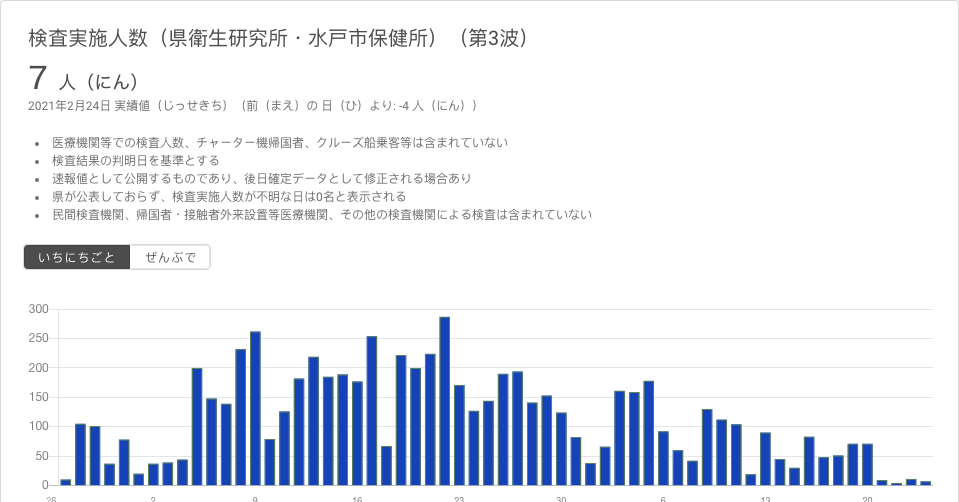 検査実施人数（県衛生研究所・水戸市保健所）（第3波）
7 人（にん）
2021年2月24日 実績値（じっせきち）（前（まえ）の 日（ひ）より: -4 人（にん））
医療機関等での検査人数、チャーター機帰国者、クルーズ船乗客等は含まれていない
検査結果の判明日を基準とする
速報値として公開するものであり、後日確定データとして修正される場合あり
県が公表しておらず、検査実施人数が不明な日は0名と表示される
民間検査機関、帰国者・接触者外来設置等医療機関、その他の検査機関による検査は含まれていない
いちにちごと ぜんぶで
300
250
200
150
100
50
0
26 2 9 16 23 30 6 13 20